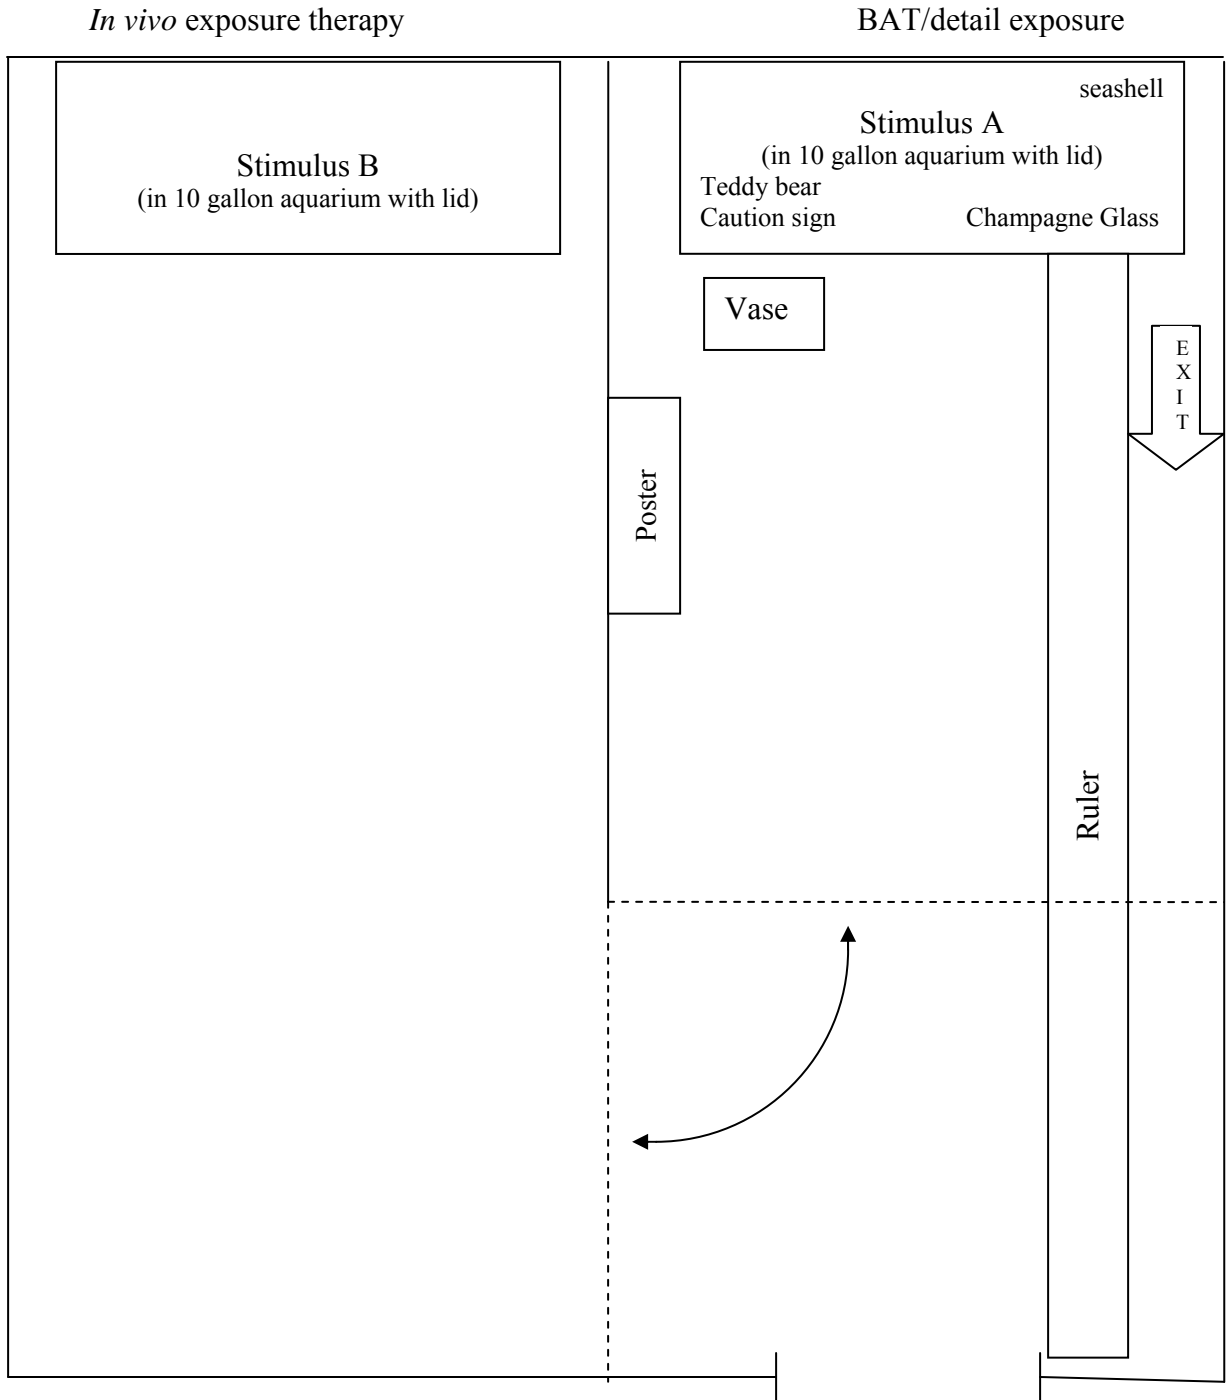 In vivo exposure therapy
BAT/detail exposure
Stimulus B
(in 10 gallon aquarium with lid)
seashell
Stimulus A
(in 10 gallon aquarium with lid)
Teddy bear
Caution sign
Champagne Glass
Vase
EXIT
Poster
Ruler